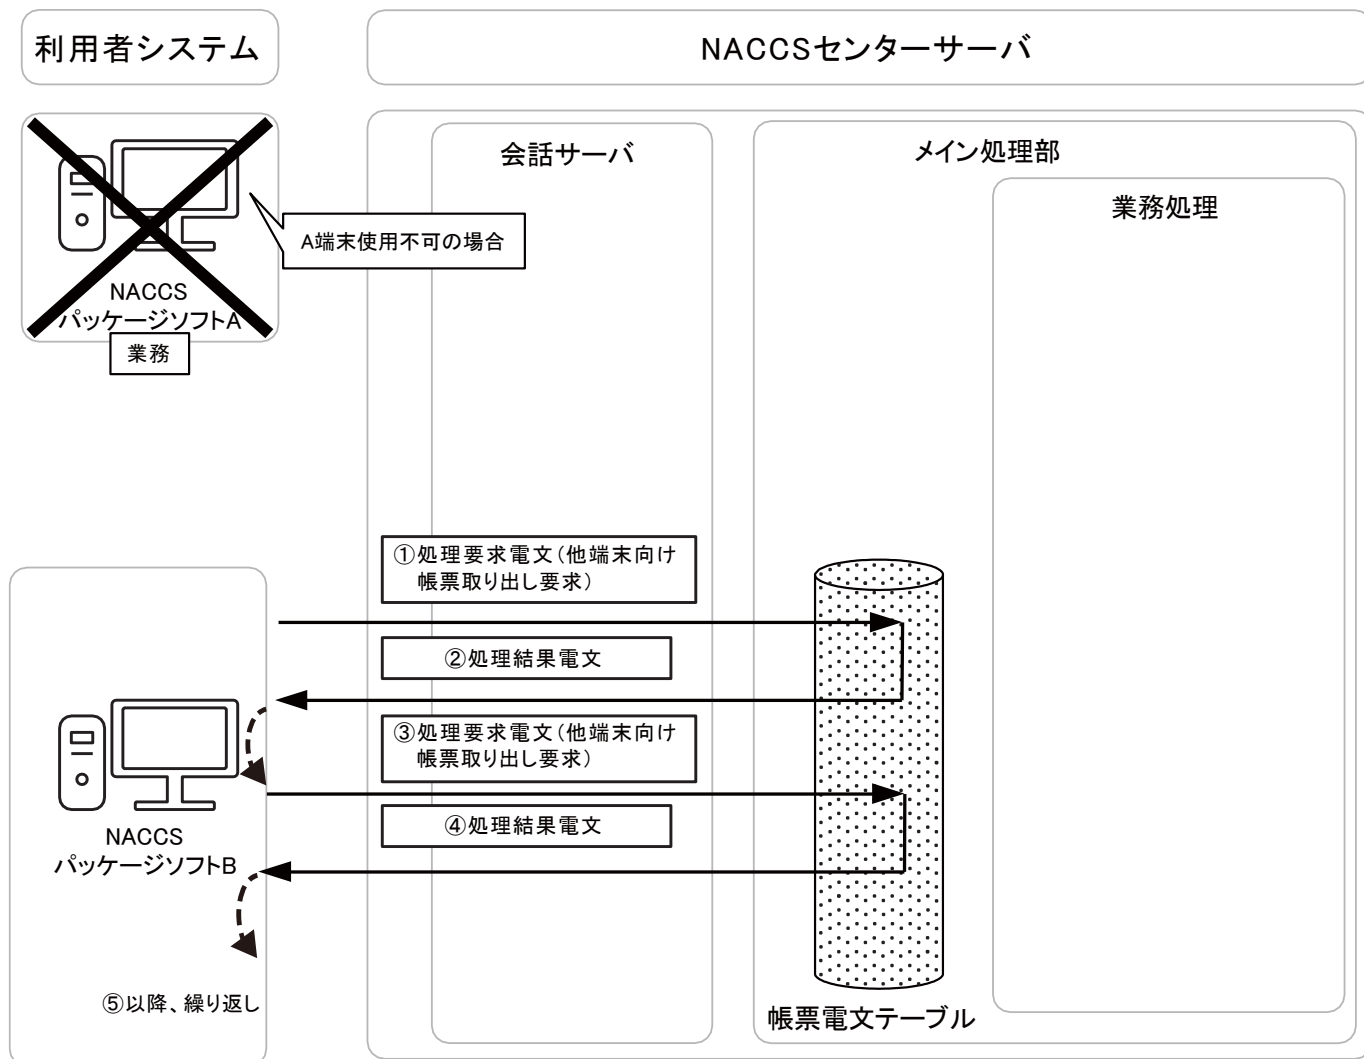 利用者システム
NACCSセンターサーバ
会話サーバ
メイン処理部
業務処理
A端末使用不可の場合
NACCS
パッケージソフトA
業務
①処理要求電文(他端末向け
帳票取り出し要求)
②処理結果電文
③処理要求電文(他端末向け
帳票取り出し要求)
④処理結果電文
NACCS
パッケージソフトB
⑤以降、繰り返し
帳票電文テーブル